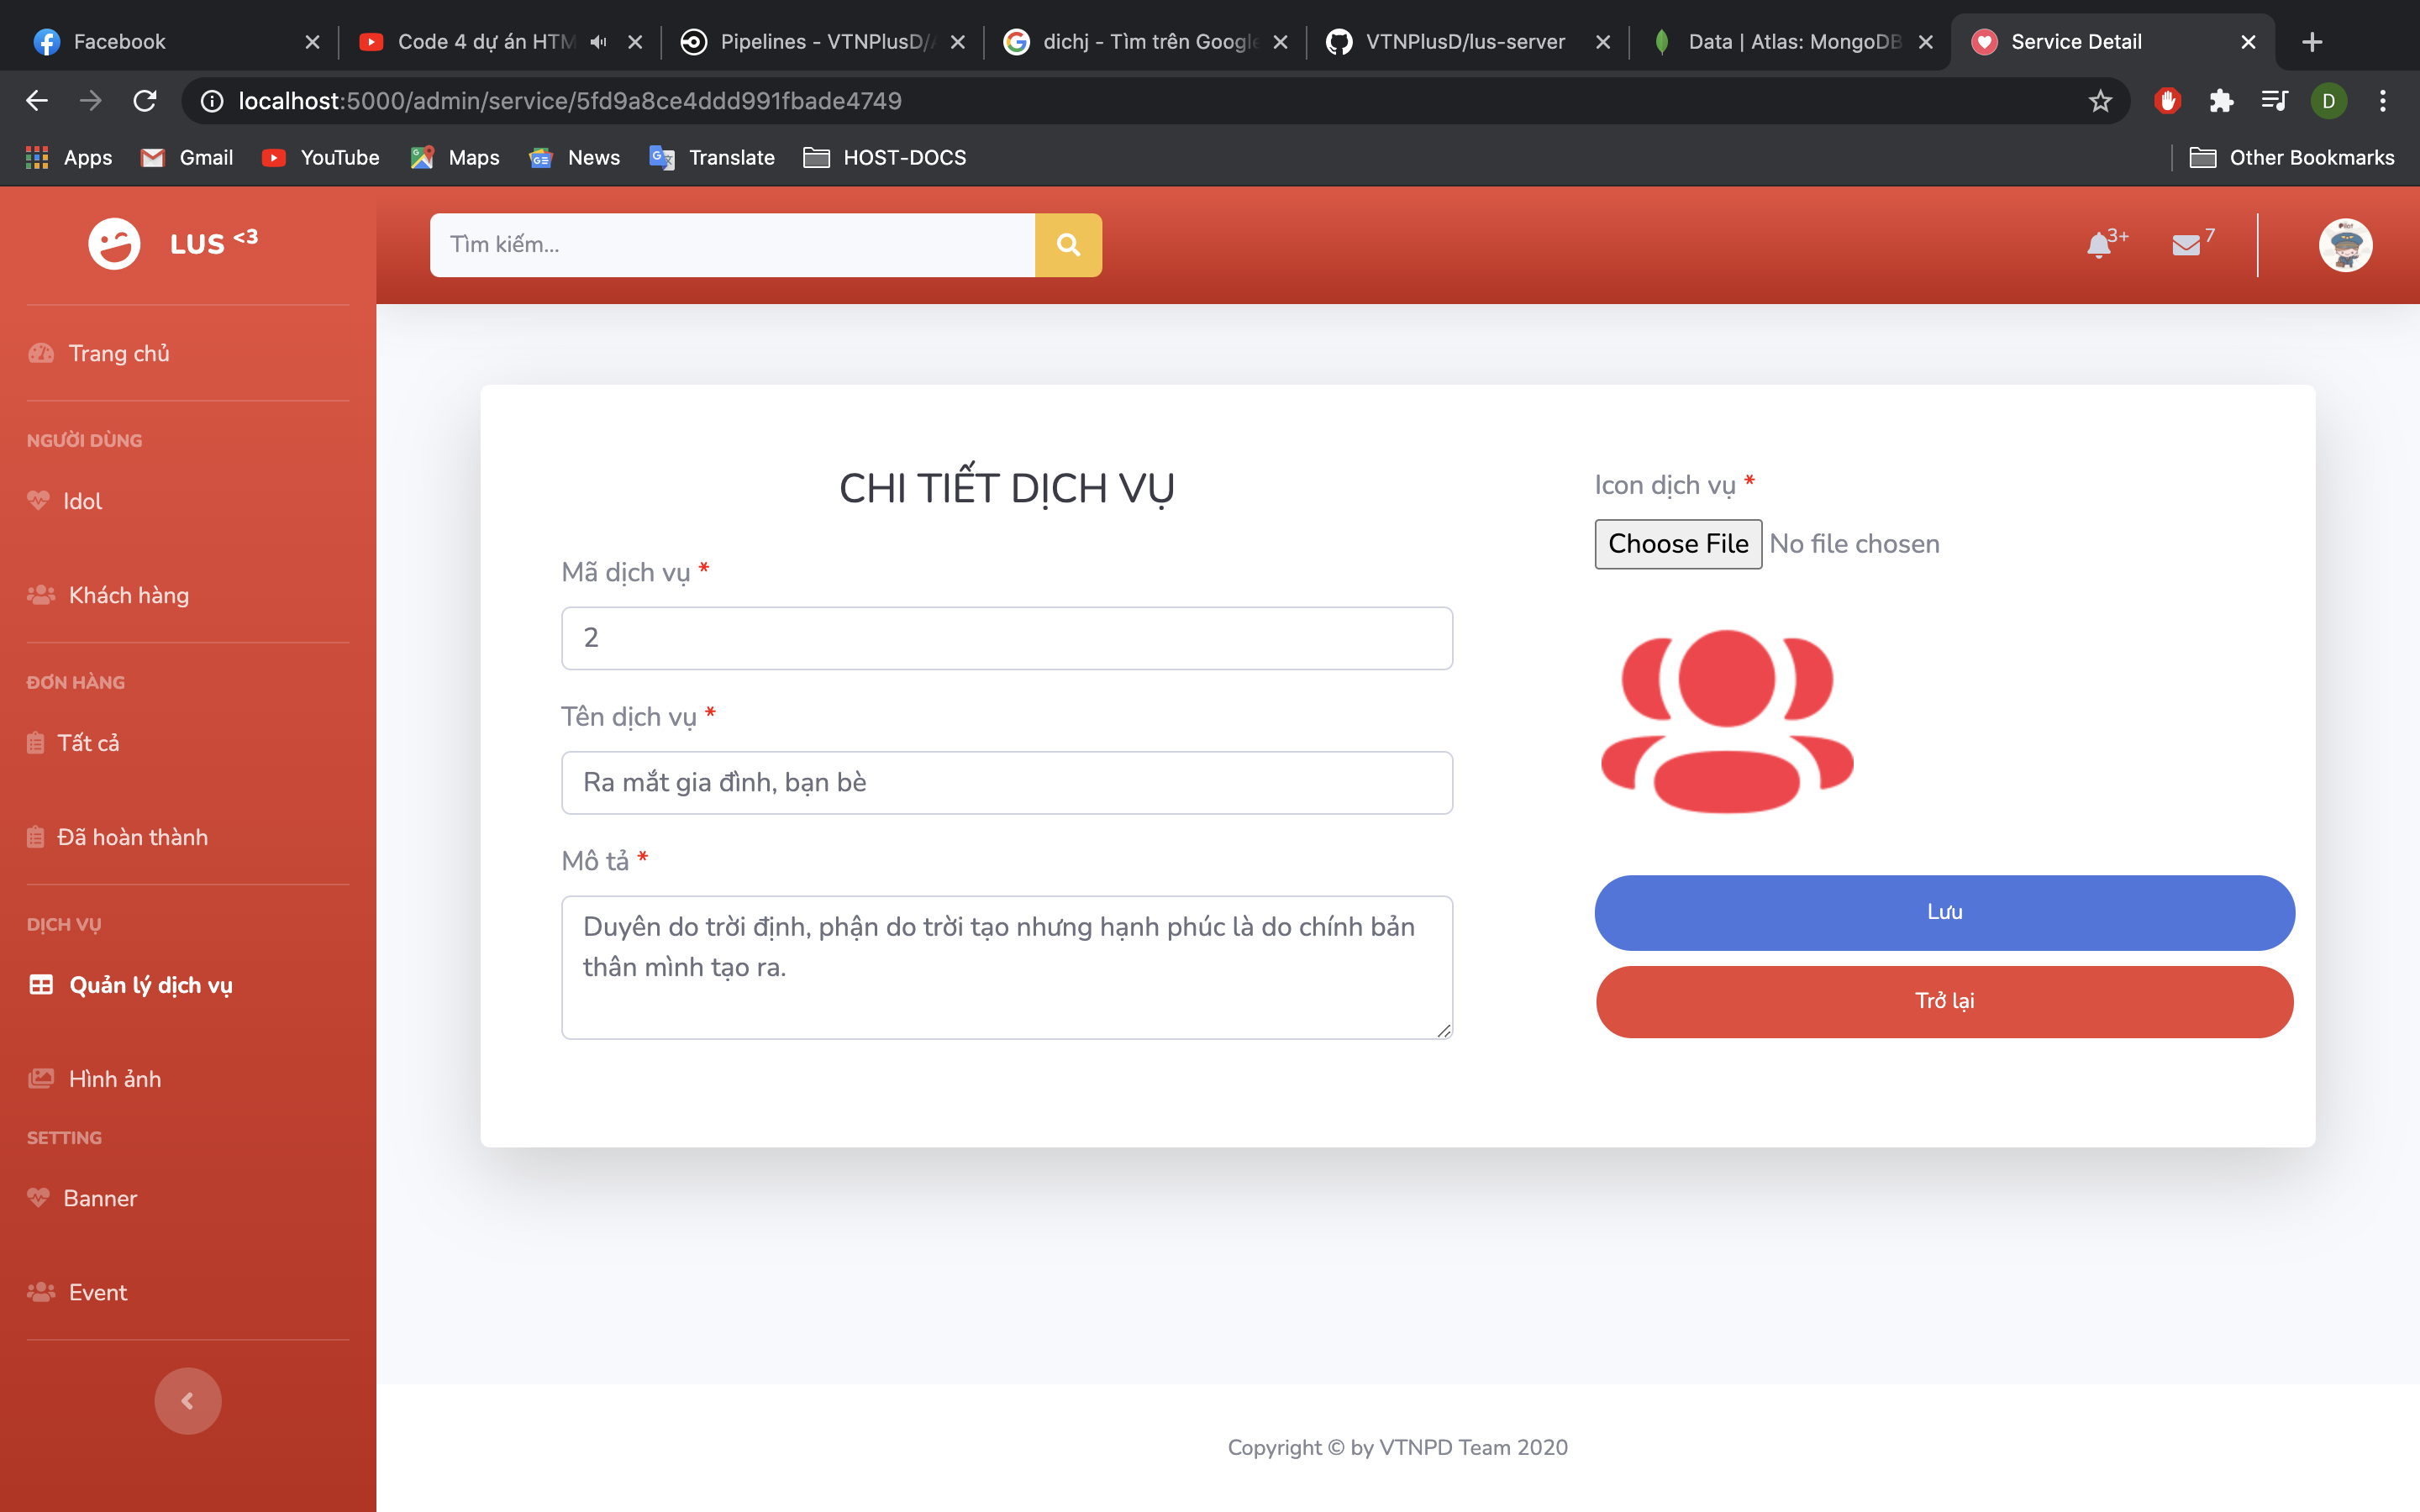 Facebook
Code 4 dự án HTM
Pipelines - VTNPlusD/
dichj - Tìm trên Google
VTNPlusD/lus-server
Data | Atlas: MongoDB
Service Detail
localhost:5000/admin/service/5fd9a8ce4ddd991fbade4749
D
Apps
Gmail
YouTube
Maps
News
Translate
HOST-DOCS
Other Bookmarks
LUS <3
Tìm kiếm...
3+
7
Trang chủ
NGƯỜI DÙNG
Idol
Khách hàng
ĐƠN HÀNG
Tất cả
Đã hoàn thành
DỊCH VỤ
Quản lý dịch vụ
Hình ảnh
SETTING
Banner
Event
CHI TIẾT DỊCH VỤ
Mã dịch vụ *
2
Tên dịch vụ *
Ra mắt gia đình, bạn bè
Mô tả *
Duyên do trời định, phận do trời tạo nhưng hạnh phúc là do chính bản
thân mình tạo ra.
Icon dịch vụ *
Choose File No file chosen
Lưu
Trở lại
Copyright © by VTNPD Team 2020